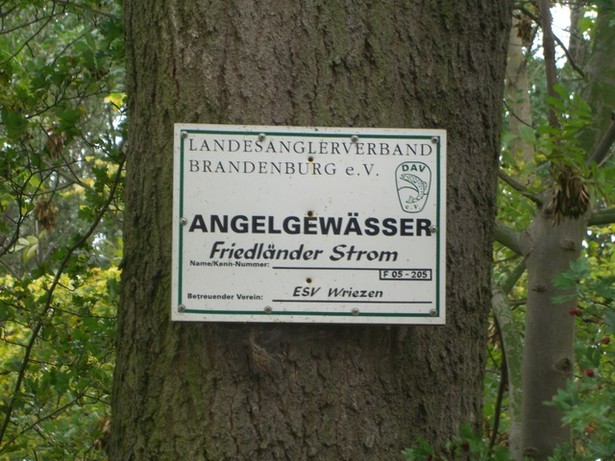 LANDESANGLERVERBAND
BRANDENBURG e.V.
DAV
e.V.
ANGELGEWÄSSER
Friedländer Strom
Name/Kenn-Nummer:
F 05 - 205
Betreuender Verein: ESV Wriezen